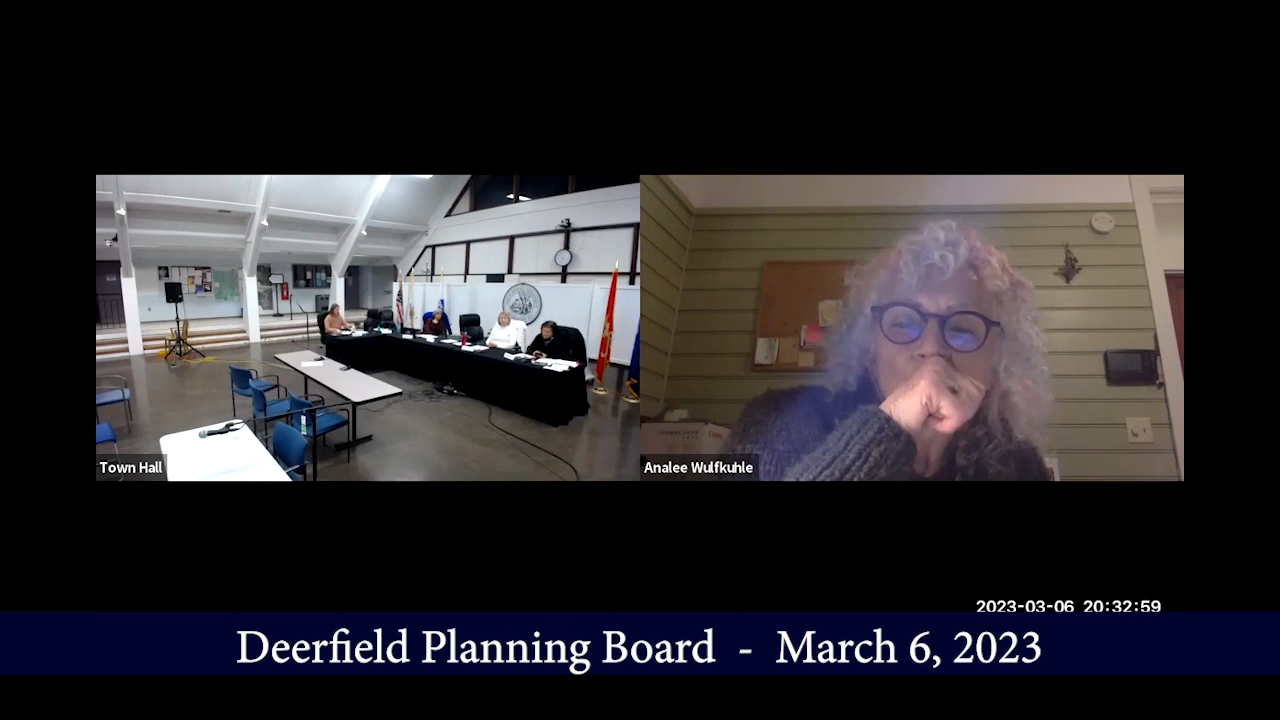 Town Hall
Analee Wulfkuhle
2023-03-06 20:32:59
Deerfield Planning Board - March 6, 2023